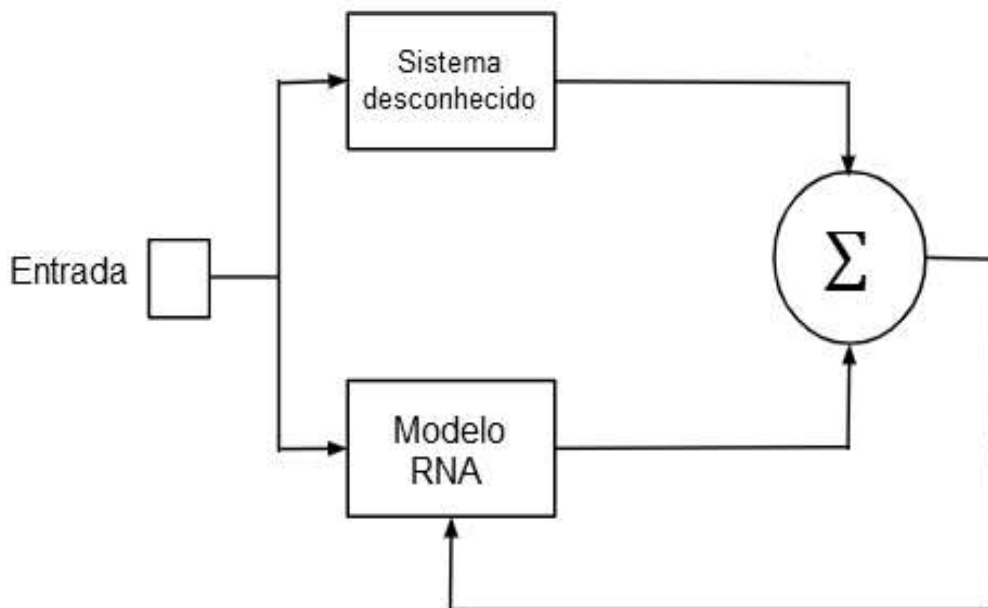 Sistema
desconhecido
Entrada
Σ
Modelo
RNA